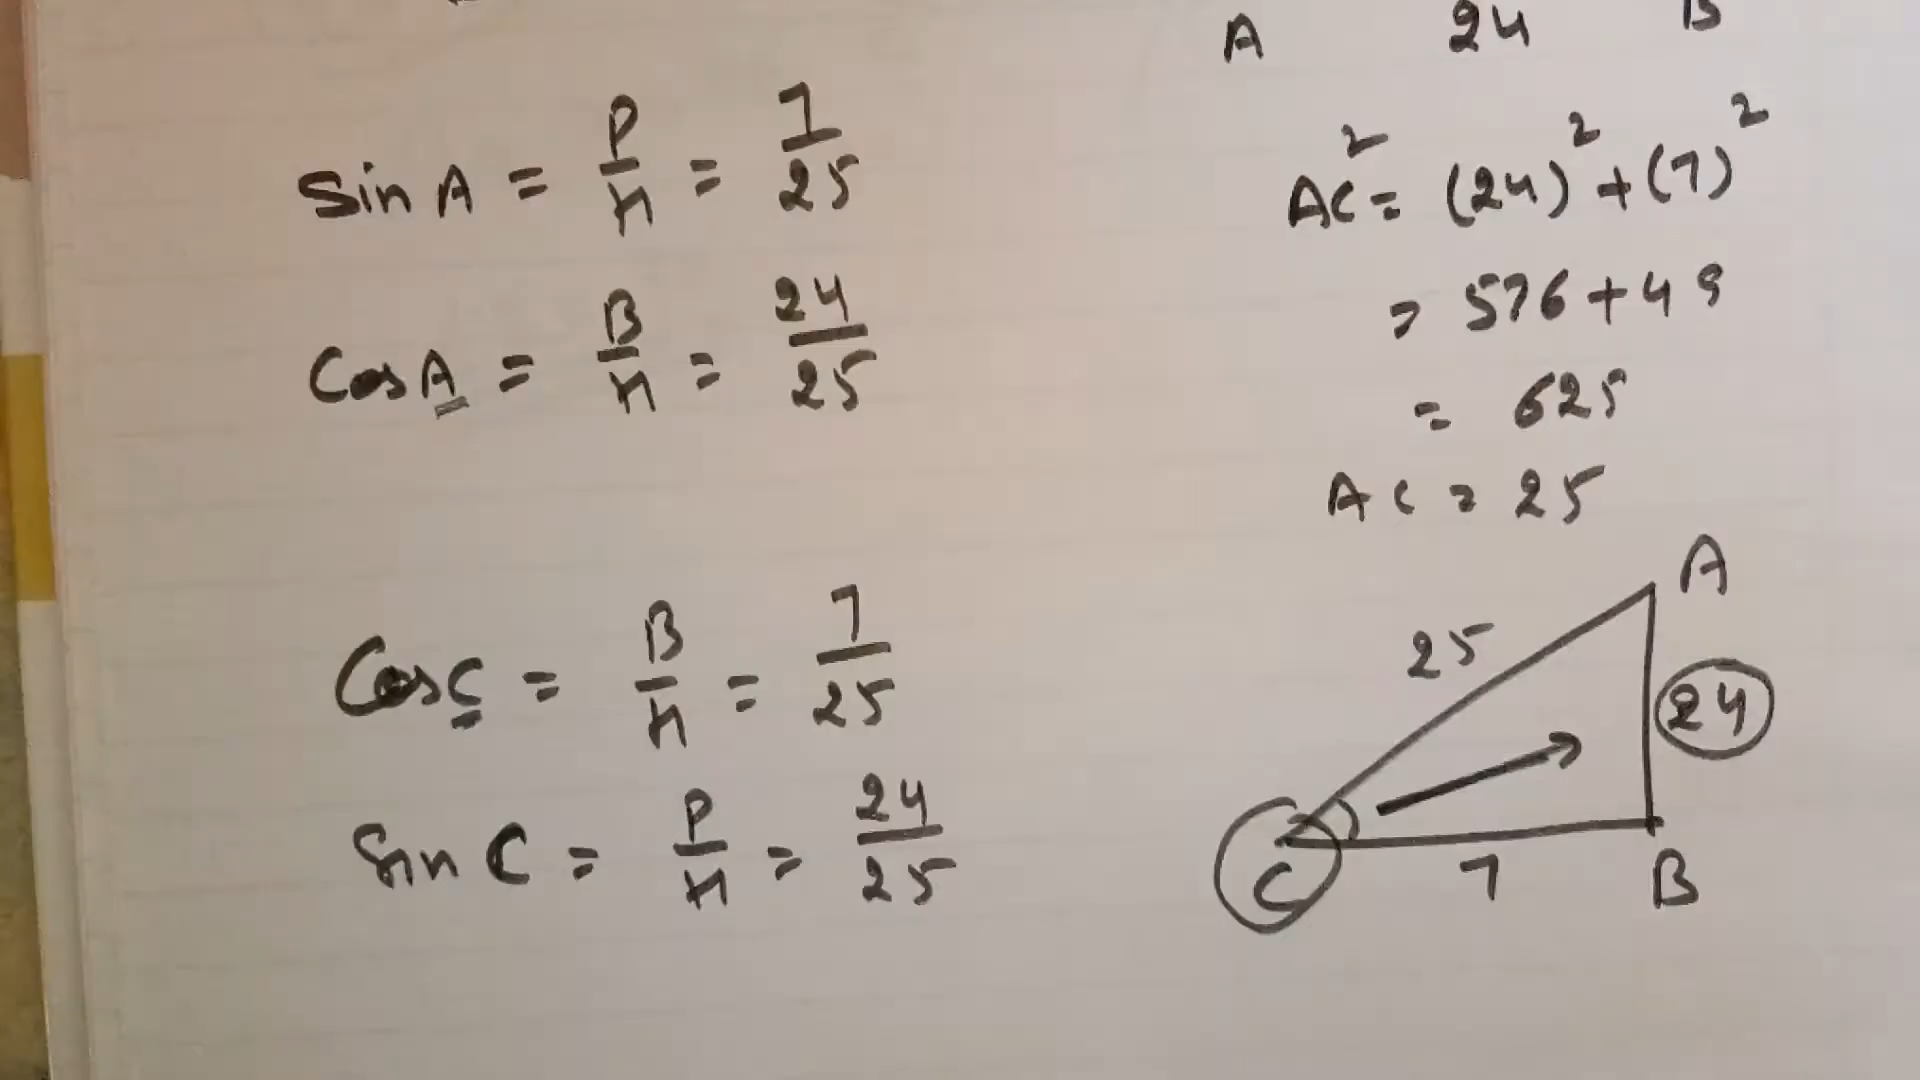 A 24 B
Sin A = P/H = 7/25
Cos A = B/H = 24/25
Cos C = B/H = 7/25
Sin C = P/H = 24/25
AC² = (24)² + (7)²
= 576 + 49
= 625
AC = 25
A
25
24
C 7 B